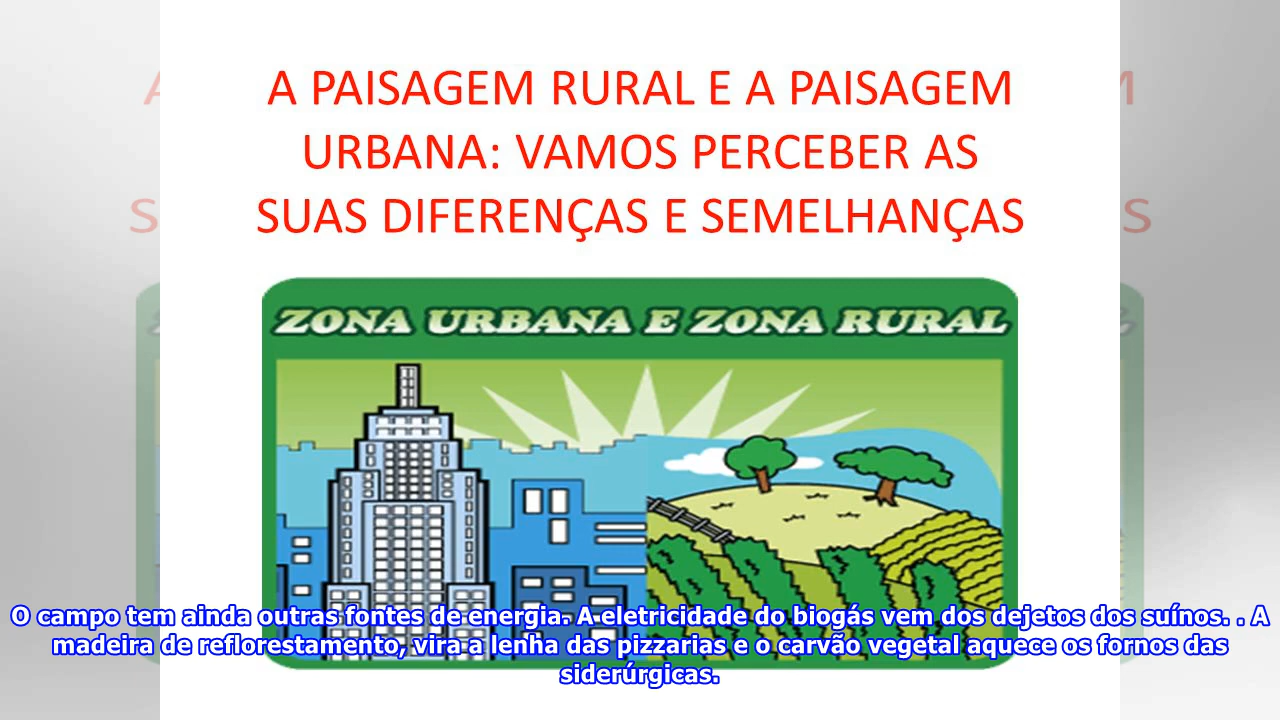 A PAISAGEM RURAL E A PAISAGEM
URBANA: VAMOS PERCEBER AS
SUAS DIFERENÇAS E SEMELHANÇAS
ZONA URBANA E ZONA RURAL
O campo tem ainda outras fontes de energia. A eletricidade do biogás vem dos dejetos dos suínos. . A
madeira de reflorestamento, vira a lenha das pizzarias e o carvão vegetal aquece os fornos das
siderúrgicas.